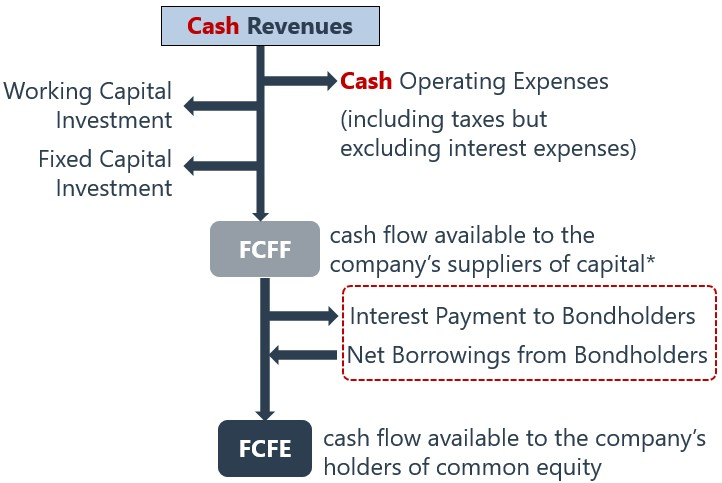 Cash Revenues
Cash Operating Expenses
(including taxes but
excluding interest expenses)
Working Capital
Investment
Fixed Capital
Investment
FCFF
cash flow available to the
company's suppliers of capital*
Interest Payment to Bondholders
Net Borrowings from Bondholders
FCFE
cash flow available to the company's
holders of common equity